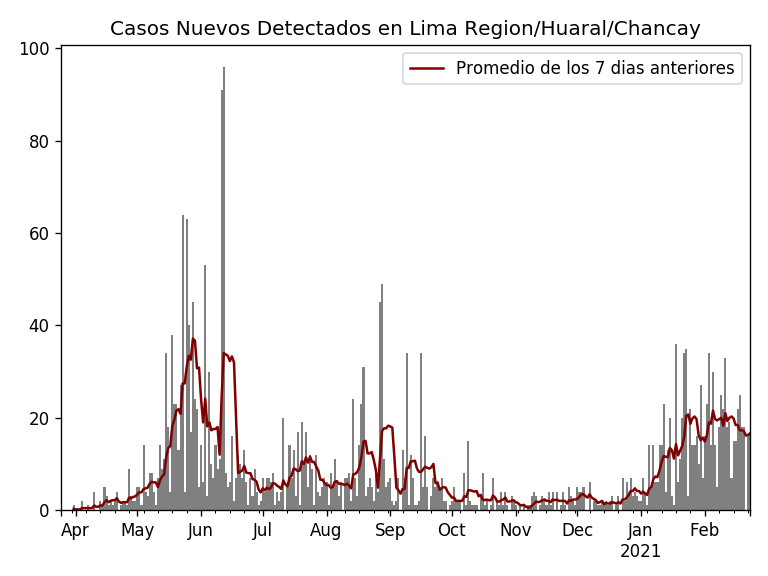 Casos Nuevos Detectados en Lima Region/Huaral/Chancay
Promedio de los 7 dias anteriores
100
80
60
40
20
0
Apr May Jun Jul Aug Sep Oct Nov Dec Jan Feb
2021